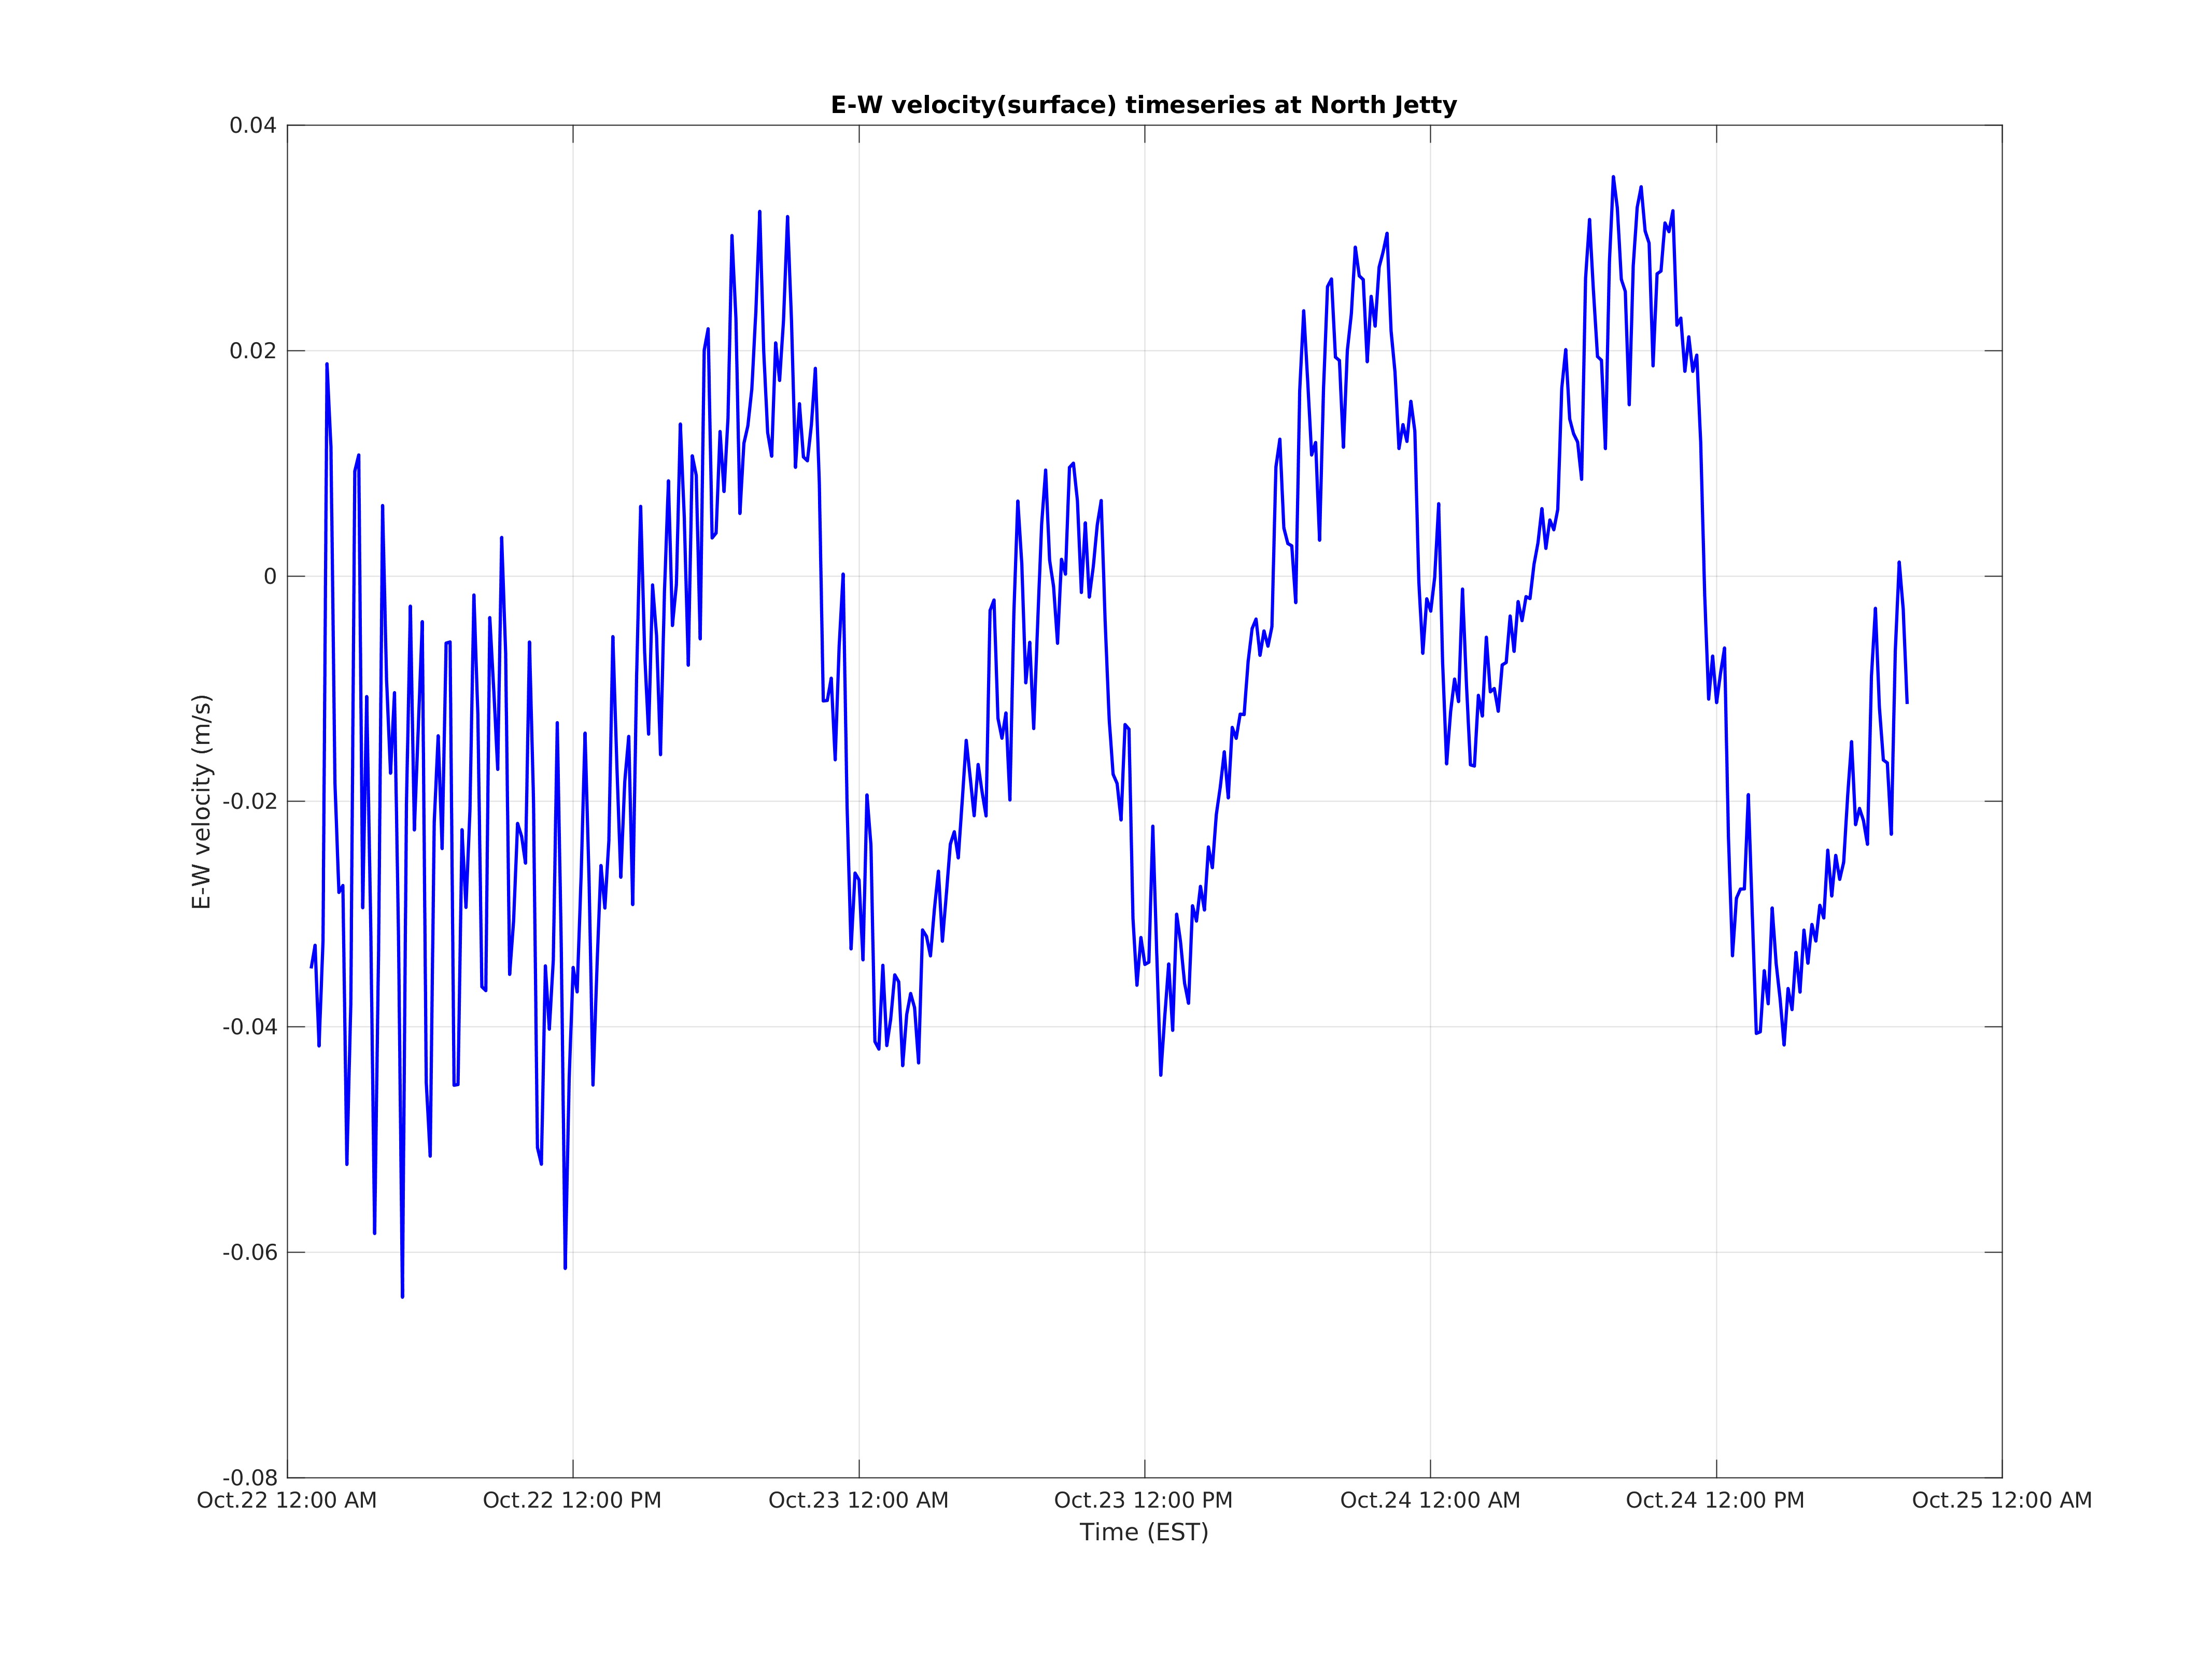 E-W velocity(surface) timeseries at North Jetty
0.04
0.02
0
-0.02
-0.04
-0.06
-0.08
E-W velocity (m/s)
Oct.22 12:00 AM
Oct.22 12:00 PM
Oct.23 12:00 AM
Oct.23 12:00 PM
Oct.24 12:00 AM
Oct.24 12:00 PM
Oct.25 12:00 AM
Time (EST)